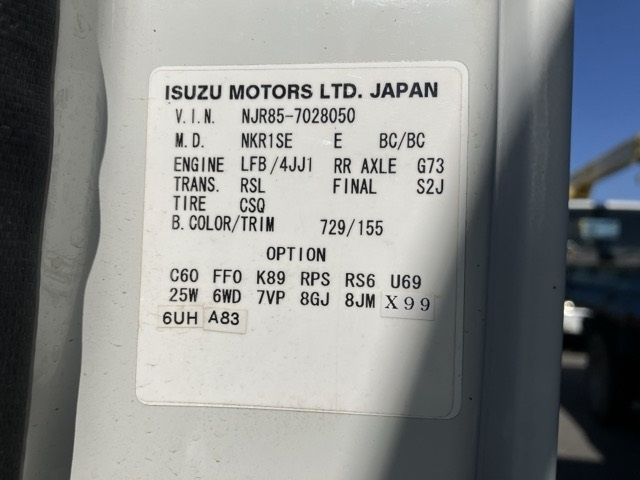 ISUZU MOTORS LTD. JAPAN
V.I.N. NJR85-7028050
M.D. NKR1SE E BC/BC
ENGINE LFB/4JJ1 RR AXLE G73
TRANS. RSL FINAL S2J
TIRE CSQ
B.COLOR/TRIM 729/155
OPTION
C60 FF0 K89 RPS RS6 U69
25W 6WD 7VP 8GJ 8JM X99
6UH A83